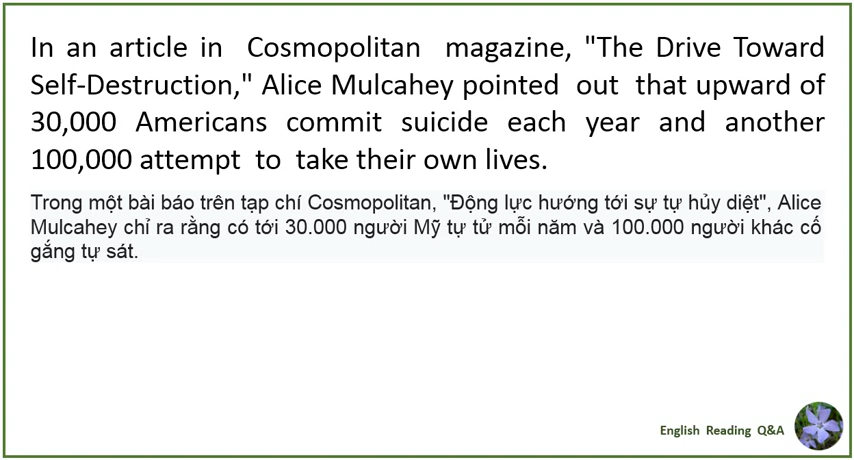 In an article in Cosmopolitan magazine, "The Drive Toward
Self-Destruction," Alice Mulcahey pointed out that upward of
30,000 Americans commit suicide each year and another
100,000 attempt to take their own lives.
Trong một bài báo trên tạp chí Cosmopolitan, "Động lực hướng tới sự tự hủy diệt", Alice
Mulcahey chỉ ra rằng có tới 30.000 người Mỹ tự tử mỗi năm và 100.000 người khác cố
gắng tự sát.
English Reading Q&A